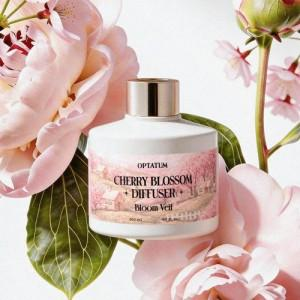 OPTATUM
CHERRY BLOSSOM
DIFFUSER
Bloom Veil